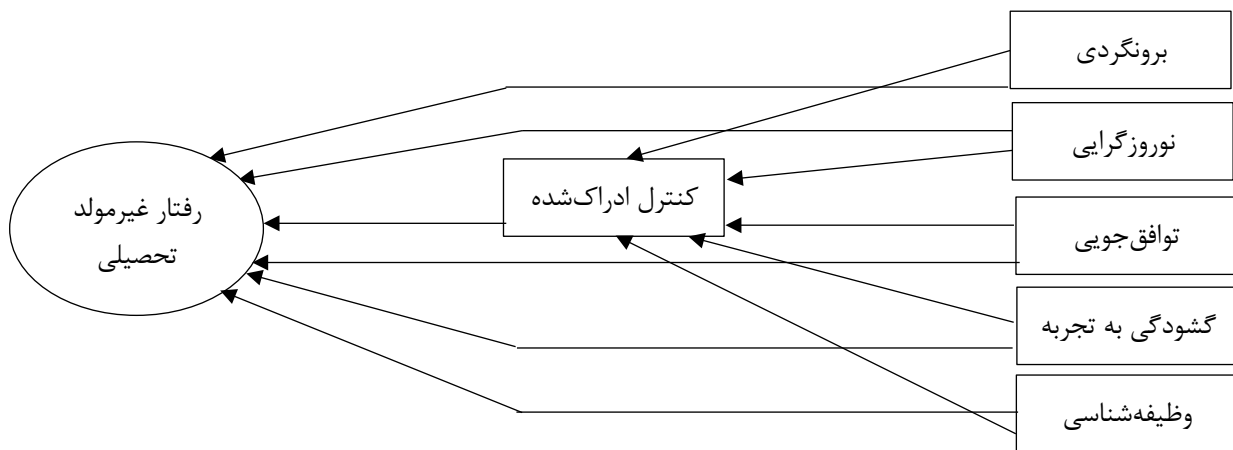 برونگردی
نوروزگرایی
توافق‌جویی
گشودگی به تجربه
وظیفه‌شناسی
کنترل ادراک‌شده
رفتار غیرمولد
تحصیلی